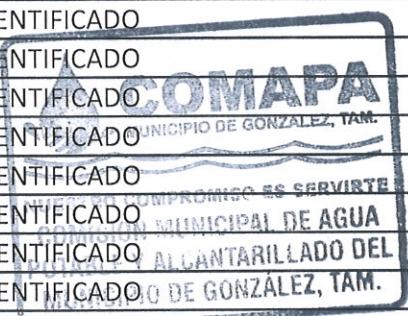 ENTIFICADO
ENTIFICADO
ENTIFICADO
COMAPA
ENTIFICADO
MUNICIPIO DE GONZALEZ, TAM.
ENTIFICADO
ENTIFICADO
NUESTRO COMPROMISO ES SERVIRTE
ENTIFICADO
COMISION MUNICIPAL DE AGUA
ENTIFICADO
POTABLE Y ALCANTARILLADO DEL
ENTIFICADO
MUNICIPIO DE GONZÁLEZ, TAM.